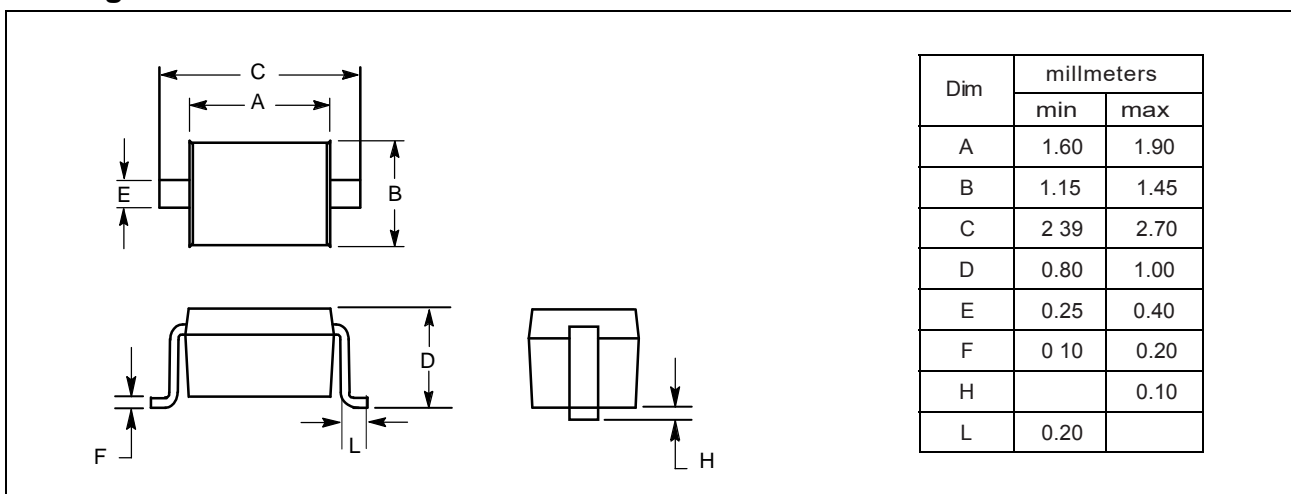 C
A
E
B
D
F
L
H
Dim millmeters
min max
A 1.60 1.90
B 1.15 1.45
C 2 39 2.70
D 0.80 1.00
E 0.25 0.40
F 0 10 0.20
H 0.10
L 0.20